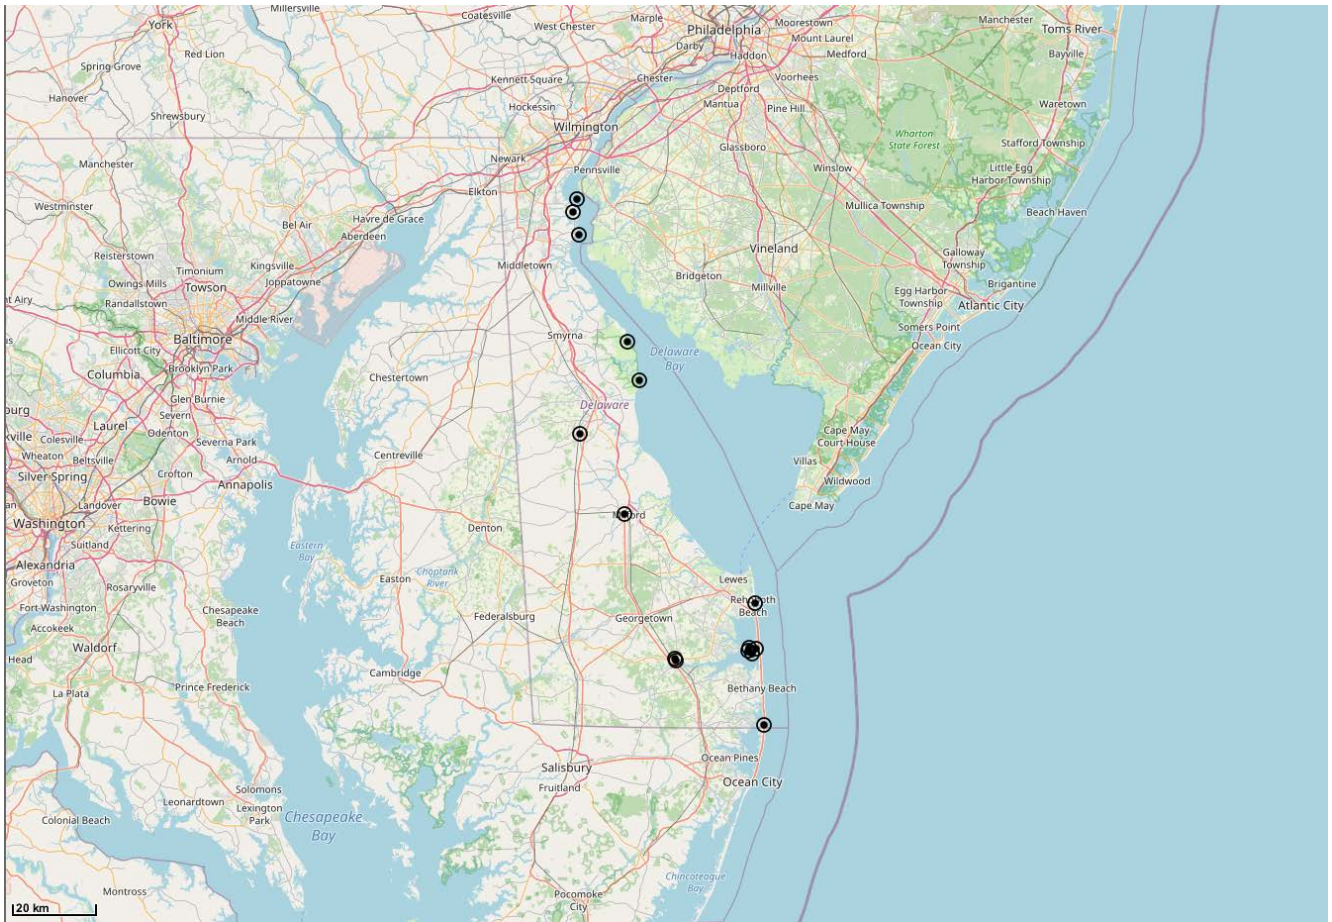 Millersville
Coatesville
West Chester
Marple
Philadelphia
Moorestown
Manchester
Toms River
York
Darby
Mount Laurel
Red Lion
Haddon
Medford
Bayville
Spring Grove
Kennett-Square
Chester
Voorhees
Deptford
Hanover
Hockessin
Mantua
Pine Hill
Waretown
Shrewsbury
Wilmington
Wharton
State Forest
Glassboro
Stafford Township
Manchester
Newark
Pennsville
Winslow
Little Egg
Harbor Township
Elkton
Westminster
Havre de Grace
Mullica Township
Beach Haven
Bel Air
Aberdeen
Reisterstown
Vineland
Galloway
Township
Timonium
Kingsville
Middletown
Bridgeton
Owings Mills
Towson
Joppatowne
Millville
Egg Harbor
Township
Brigantine
nt Airy
Randallstown
Atlantic City
Middle River
Somers Point
Smyrna
Baltimore
Ocean City
Ellicott City
Delaware
Bay
Columbia
Brooklyn Park
Chestertown
Glen Burnie
Delaware
burg
Severn
Laurel
Odenton
Severna Park
Cape May
Court House
kville
Colesville
Wheaton
Beltsville
Crofton
Arnold
Centreville
Villas
Silver Spring
Bowie
Annapolis
Wildwood
Landover
Cape May
an
Washington
Kettering
Denton
Suitland
Eastern
Bay
Alexandria
Choptank
River
Easton
Lewes
Groveton
Rosaryville
Fort-Washington
Chesapeake
Beach
Federalsburg
Georgetown
Beach
Accokeek
Waldorf
Head
Cambridge
La Plata
Prince Frederick
Bethany Beach
Ocean Pines
Salisbury
Ocean City
Fruitland
Solomons
Leonardtown
Lexington
Park
Colonial Beach
Chesapeake
Bay
Chincoteague
Bay
Montross
Pocomoke
City
20 km